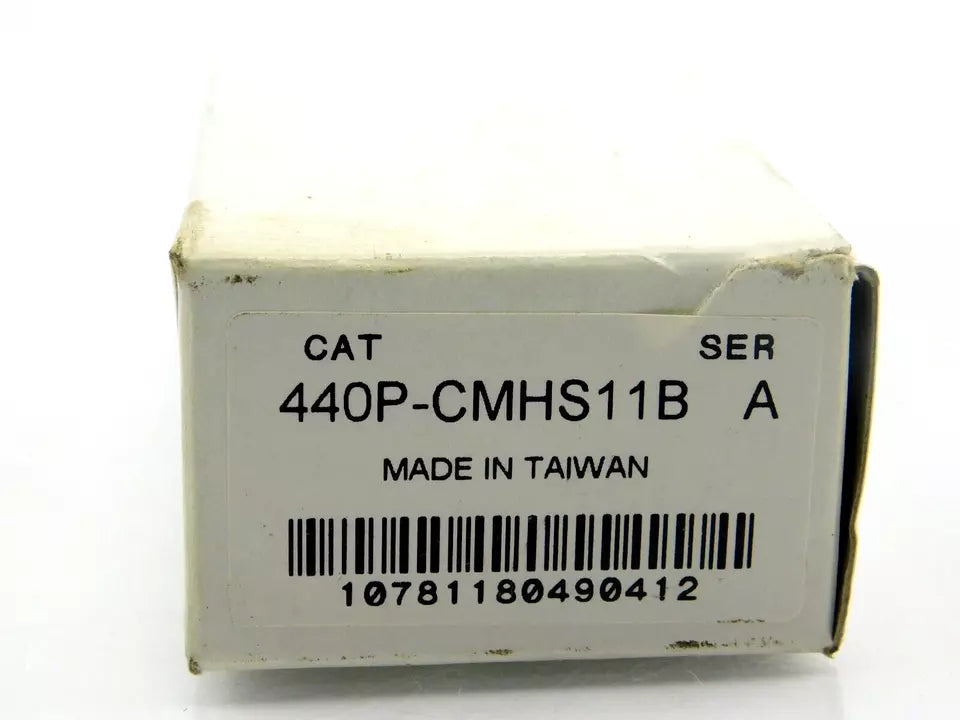 CAT SER
440P-CMHS11B A
MADE IN TAIWAN
10781180490412